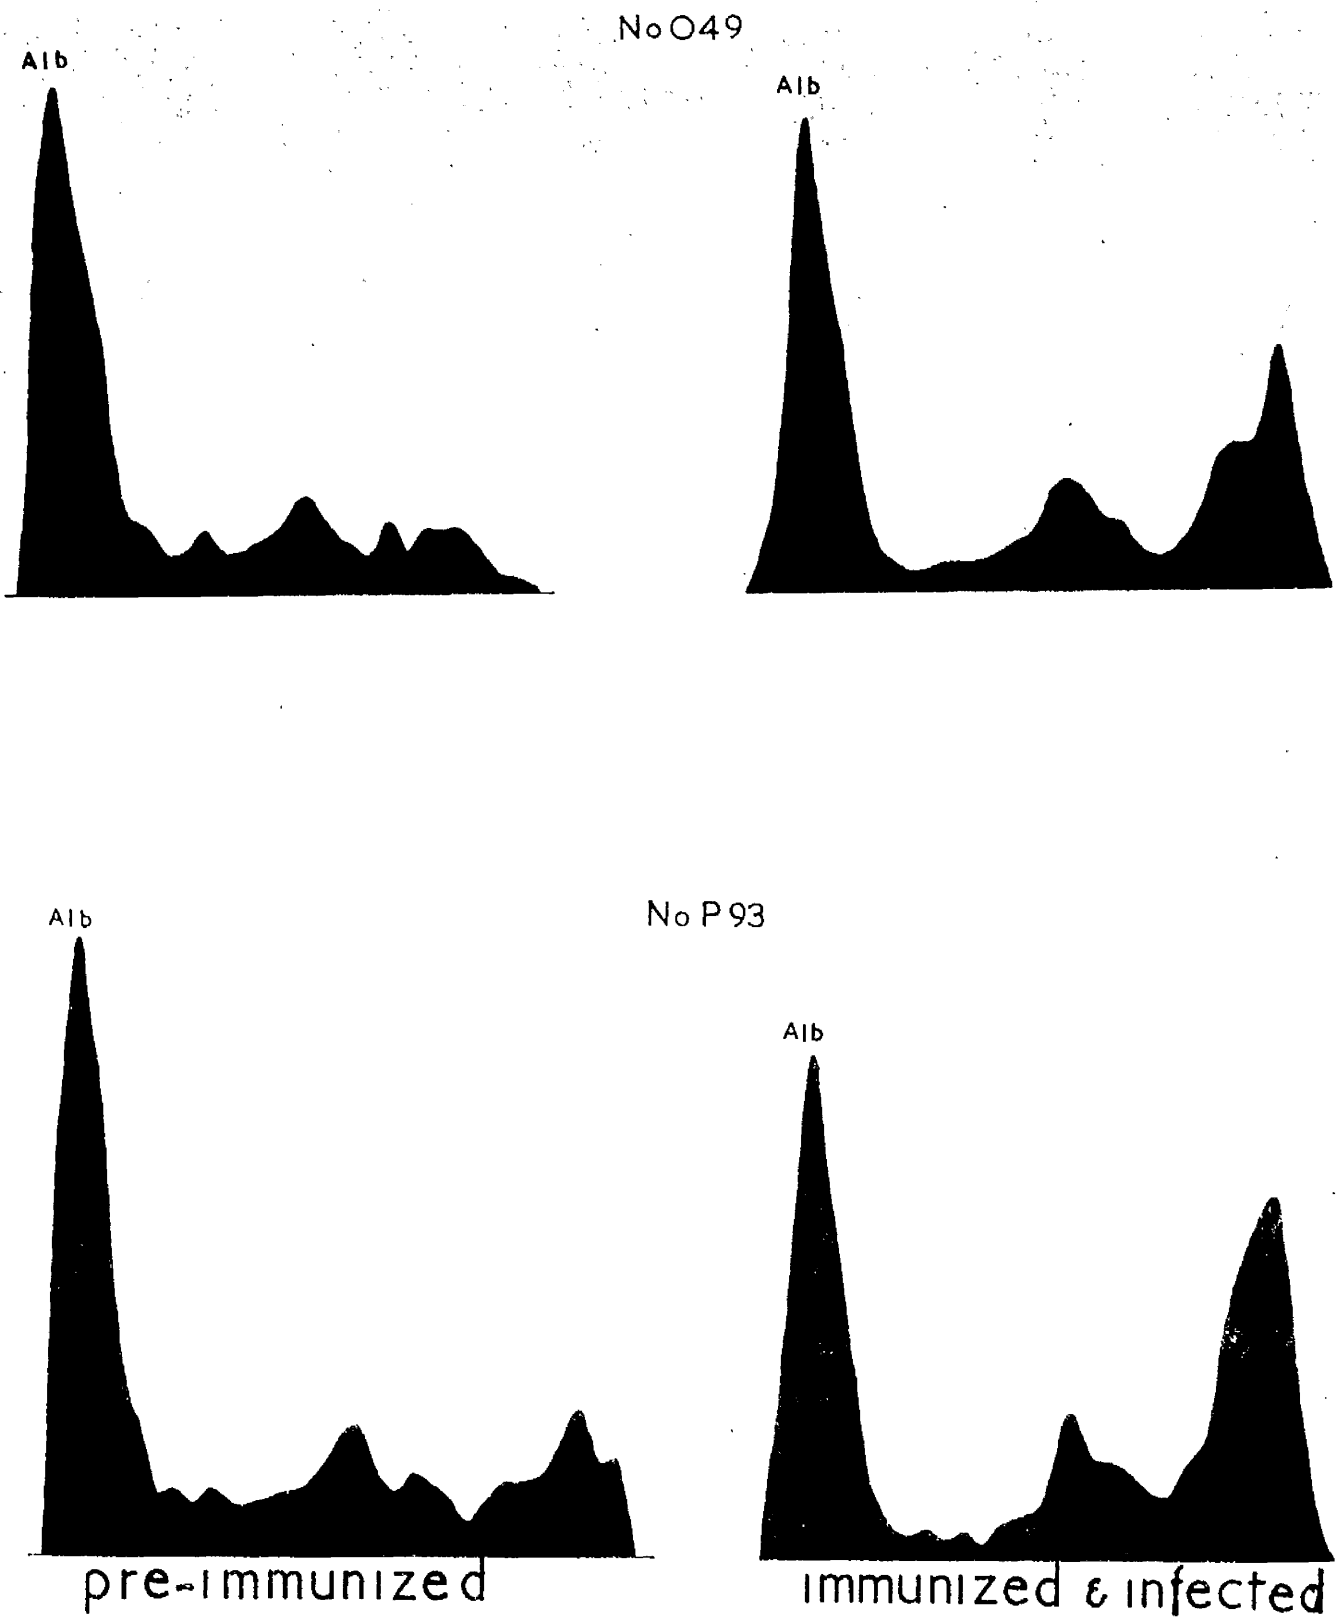 No O49
Alb
Alb
No P93
Alb
Alb
pre-immunized
immunized & infected